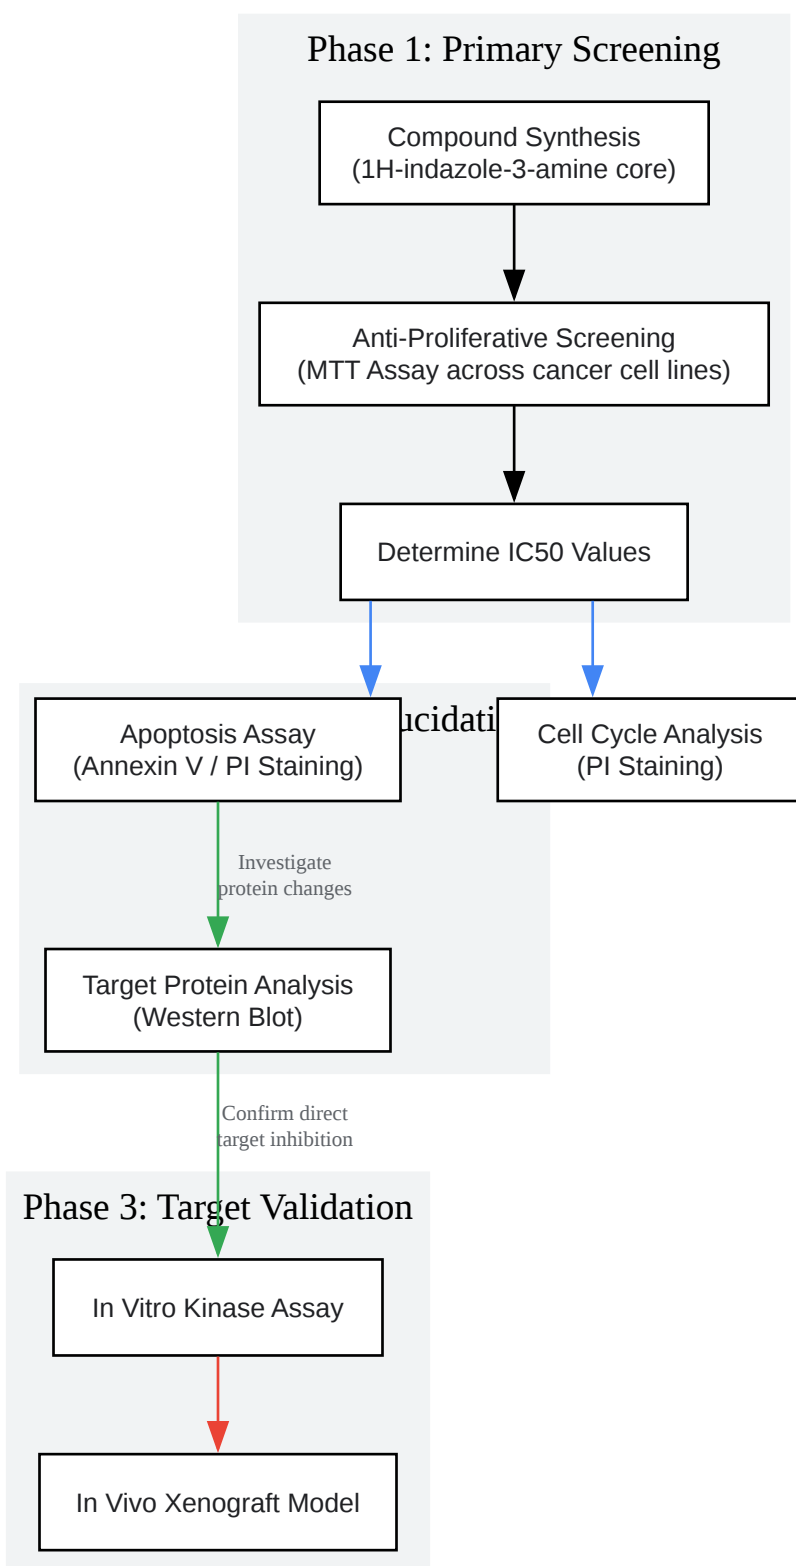 Phase 1: Primary Screening
Compound Synthesis
(1H-indazole-3-amine core)
Anti-Proliferative Screening
(MTT Assay across cancer cell lines)
Determine IC50 Values
Apoptosis Assay
(Annexin V / PI Staining)
Cell Cycle Analysis
(PI Staining)
Investigate
protein changes
Target Protein Analysis
(Western Blot)
Confirm direct
target inhibition
Phase 3: Target Validation
In Vitro Kinase Assay
In Vivo Xenograft Model